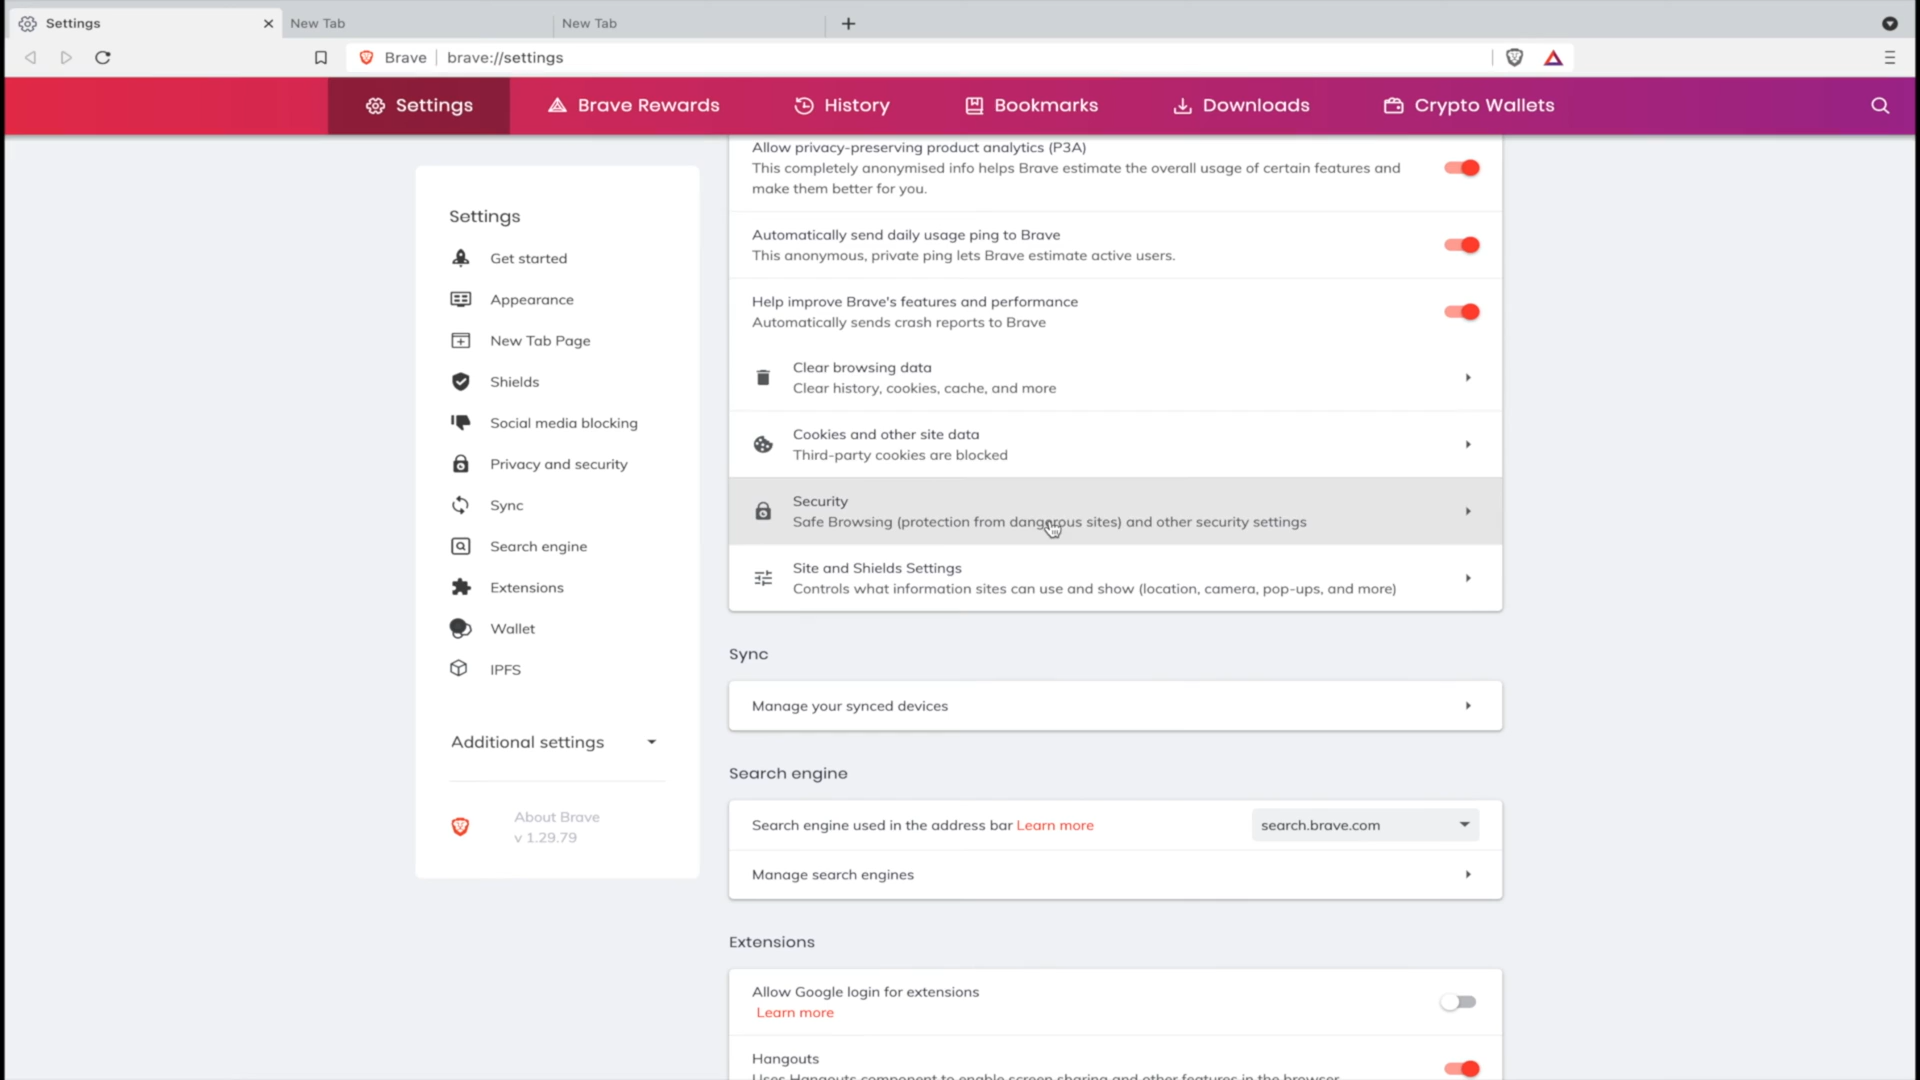 Settings
New Tab
New Tab
Brave
brave://settings
Settings
Brave Rewards
History
Bookmarks
Downloads
Crypto Wallets
Settings
Get started
Appearance
New Tab Page
Shields
Social media blocking
Privacy and security
Sync
Search engine
Extensions
Wallet
IPFS
Additional settings
About Brave
v 1.29.79
Allow privacy-preserving product analytics (P3A)
This completely anonymised info helps Brave estimate the overall usage of certain features and
make them better for you.
Automatically send daily usage ping to Brave
This anonymous, private ping lets Brave estimate active users.
Help improve Brave's features and performance
Automatically sends crash reports to Brave
Clear browsing data
Clear history, cookies, cache, and more
Cookies and other site data
Third-party cookies are blocked
Security
Safe Browsing (protection from dangerous sites) and other security settings
Site and Shields Settings
Controls what information sites can use and show (location, camera, pop-ups, and more)
Sync
Manage your synced devices
Search engine
Search engine used in the address bar Learn more
search.brave.com
Manage search engines
Extensions
Allow Google login for extensions
Learn more
Hangouts
Uses Hangouts component to enable screen sharing and other features in the browser